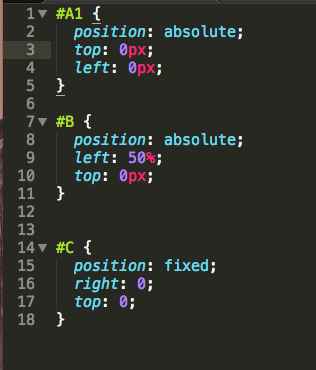 1 #A1 {
2 position: absolute;
3 top: 0px;
4 left: 0px;
5 }
6
7 #B {
8 position: absolute;
9 left: 50%;
10 top: 0px;
11 }
12
13
14 #C {
15 position: fixed;
16 right: 0;
17 top: 0;
18 }